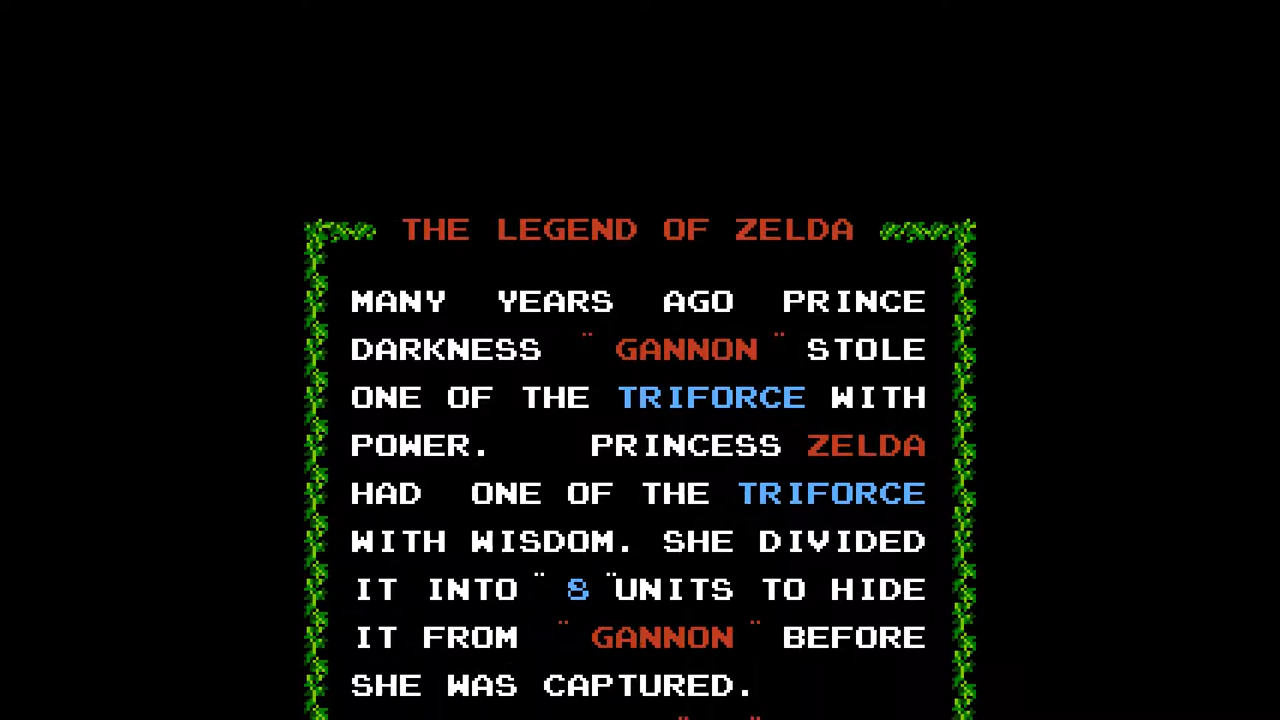 THE LEGEND OF ZELDA
MANY YEARS AGO PRINCE
DARKNESS " GANNON " STOLE
ONE OF THE TRIFORCE WITH
POWER. PRINCESS ZELDA
HAD ONE OF THE TRIFORCE
WITH WISDOM. SHE DIVIDED
IT INTO " 8 "UNITS TO HIDE
IT FROM " GANNON " BEFORE
SHE WAS CAPTURED.